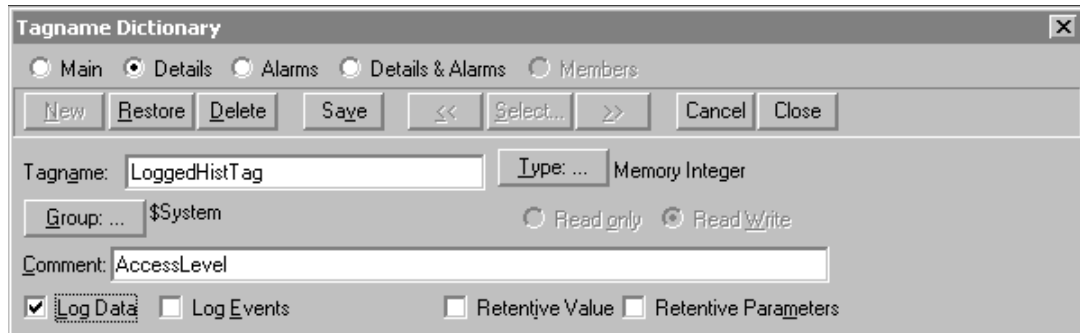 Tagname Dictionary
Main Details Alarms Details & Alarms Members
New Restore Delete Save << Select... >> Cancel Close
Tagname: LoggedHistTag Type: ... Memory Integer
Group: ... $System Read only Read Write
Comment: AccessLevel
Log Data Log Events Retentive Value Retentive Parameters